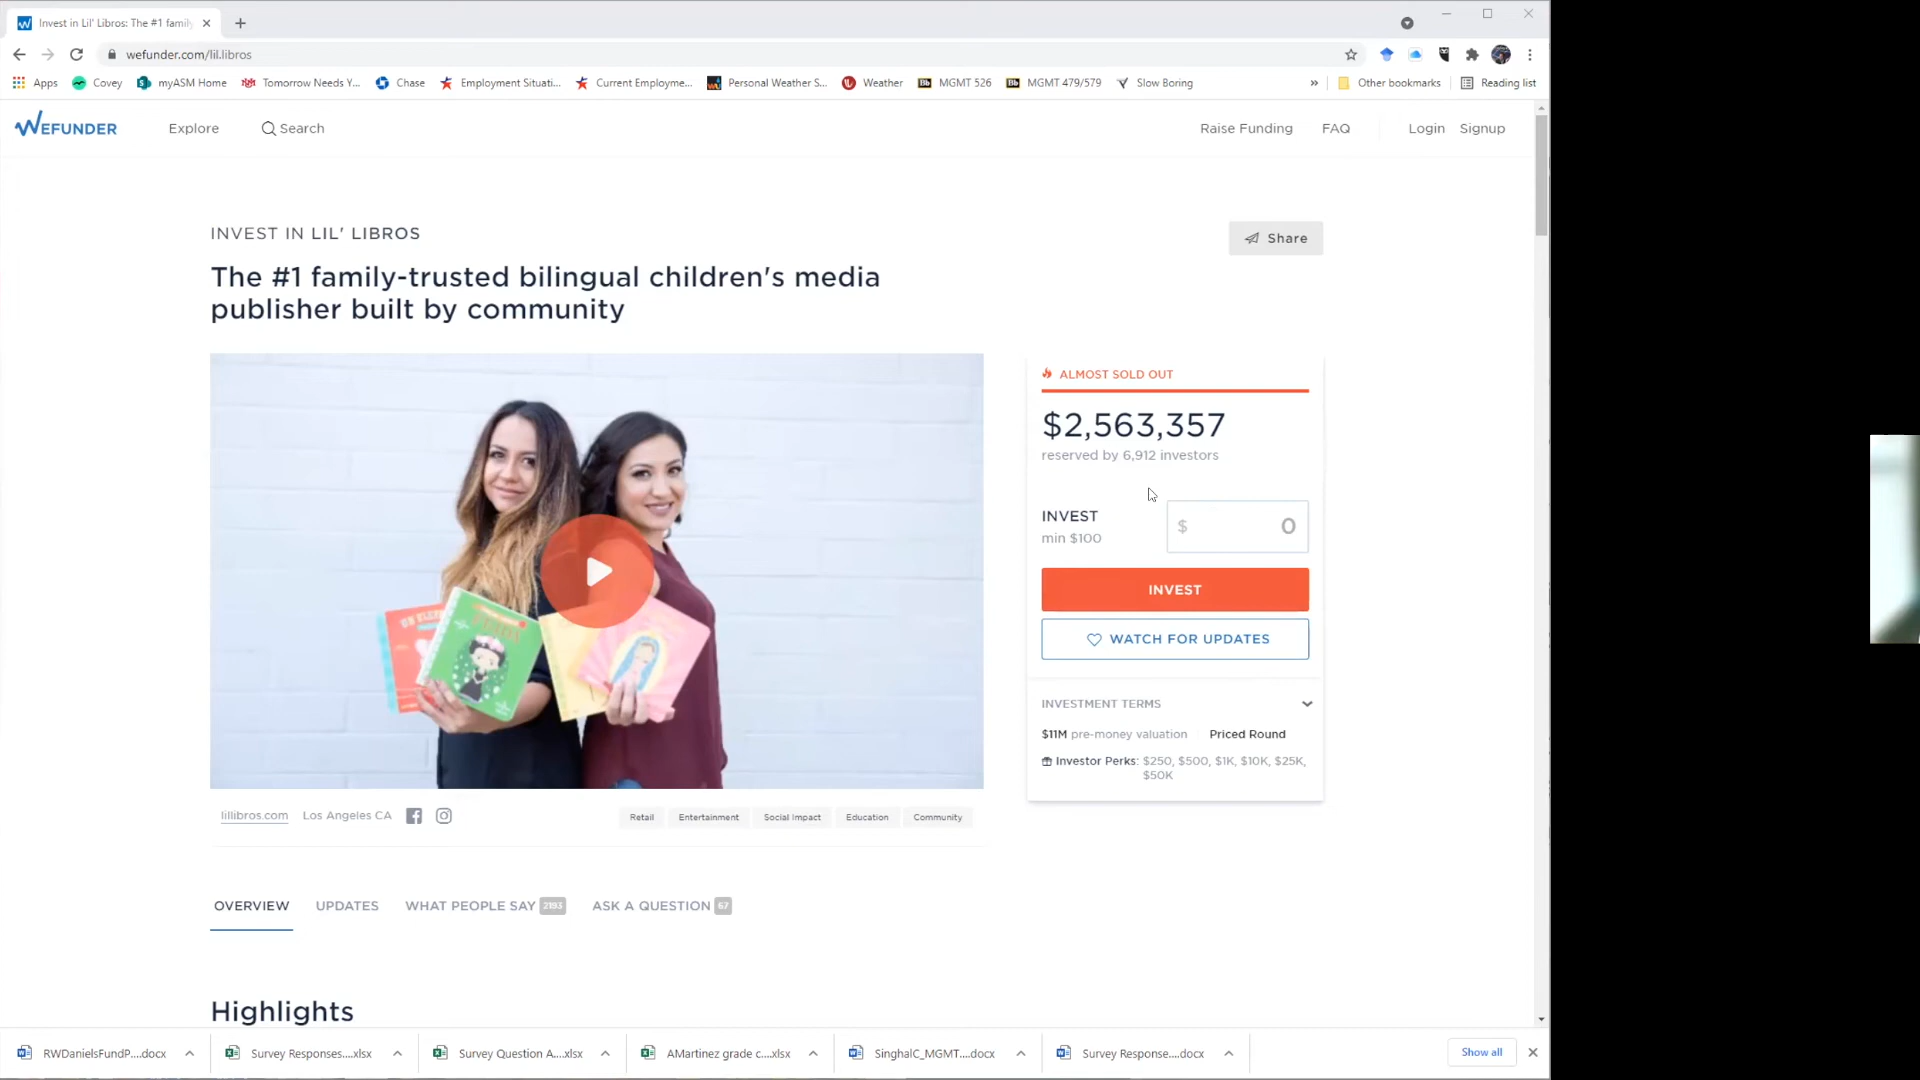 Invest in Lil' Libros: The #1 family
wefunder.com/lil.libros
Apps Covey myASM Home Tomorrow Needs Y... Chase Employment Situati... Current Employme... Personal Weather S... Weather MGMT 526 MGMT 479/579 Slow Boring » Other bookmarks Reading list
WEFUNDER Explore Search Raise Funding FAQ Login Signup
INVEST IN LIL' LIBROS
Share
The #1 family-trusted bilingual children's media
publisher built by community
ALMOST SOLD OUT
$2,563,357
reserved by 6,912 investors
INVEST
min $100
$ 0
INVEST
WATCH FOR UPDATES
INVESTMENT TERMS
$11M pre-money valuation Priced Round
Investor Perks: $250, $500, $1K, $10K, $25K,
$50K
lillibros.com Los Angeles CA
Retail Entertainment Social Impact Education Community
OVERVIEW UPDATES WHAT PEOPLE SAY 2193 ASK A QUESTION 67
Highlights
RWDanielsFundP....docx Survey Responses....xlsx Survey Question A....xlsx AMartinez grade c....xlsx SinghalC_MGMT....docx Survey Response....docx Show all